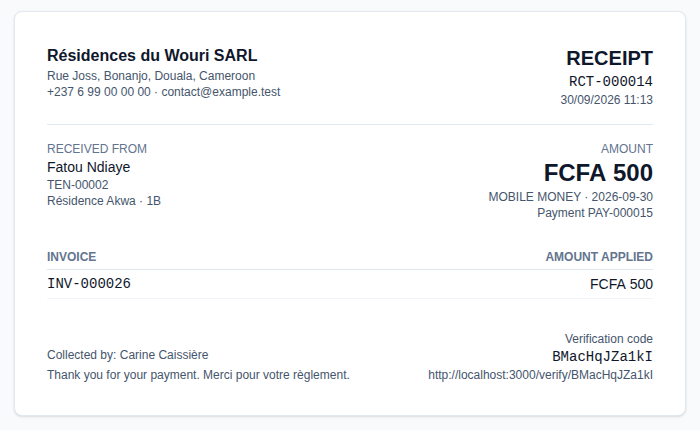 Résidences du Wouri SARL
Rue Joss, Bonanjo, Douala, Cameroon
+237 6 99 00 00 00 · contact@example.test
RECEIPT
RCT-000014
30/09/2026 11:13
RECEIVED FROM
Fatou Ndiaye
TEN-00002
Résidence Akwa · 1B
AMOUNT
FCFA 500
MOBILE MONEY · 2026-09-30
Payment PAY-000015
INVOICE AMOUNT APPLIED
INV-000026 FCFA 500
Collected by: Carine Caissière
Thank you for your payment. Merci pour votre règlement.
Verification code
BMacHqJZa1kI
http://localhost:3000/verify/BMacHqJZa1kI